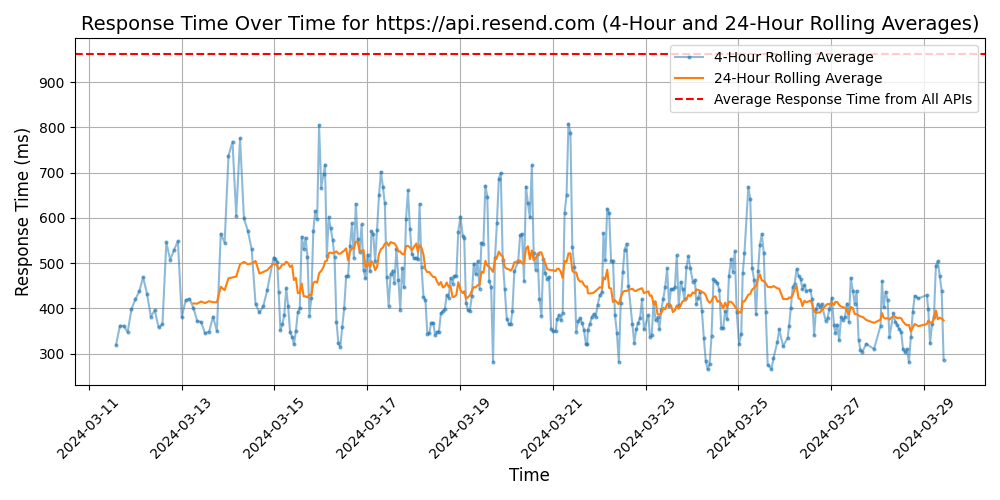 Response Time Over Time for https://api.resend.com (4-Hour and 24-Hour Rolling Averages)
4-Hour Rolling Average
24-Hour Rolling Average
Average Response Time from All APIs
Response Time (ms)
900
800
700
600
500
400
300
2024-03-11
2024-03-13
2024-03-15
2024-03-17
2024-03-19
2024-03-21
2024-03-23
2024-03-25
2024-03-27
2024-03-29
Time